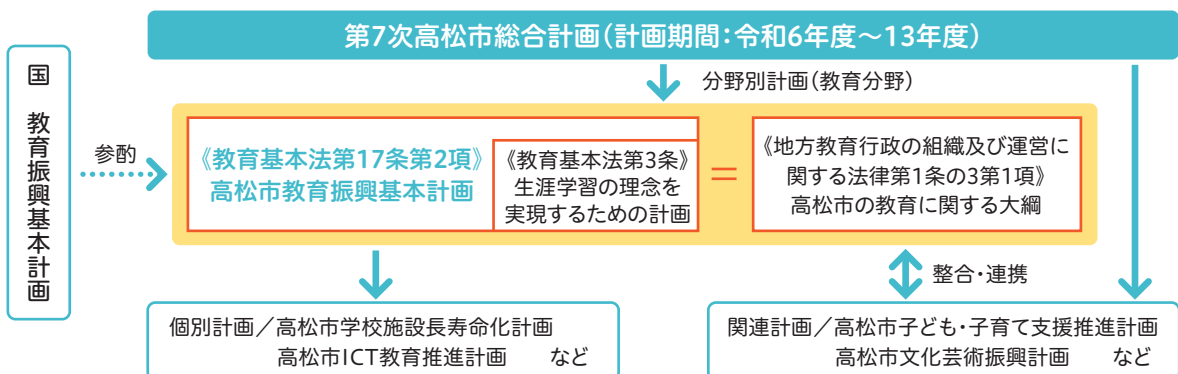 第7次高松市総合計画(計画期間:令和6年度～13年度)
国 教育振興基本計画
分野別計画(教育分野)
参酌
《教育基本法第17条第2項》
高松市教育振興基本計画
《教育基本法第3条》
生涯学習の理念を
実現するための計画
=
《地方教育行政の組織及び運営に
関する法律第1条の3第1項》
高松市の教育に関する大綱
整合・連携
個別計画／高松市学校施設長寿命化計画
高松市ICT教育推進計画 など
関連計画／高松市子ども・子育て支援推進計画
高松市文化芸術振興計画 など